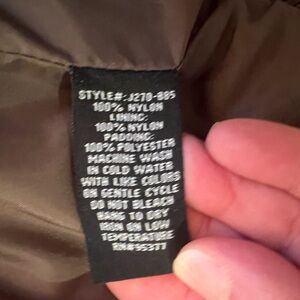 STYLE#:J270-885
100% NYLON
LINING:
100% NYLON
PADDING:
100% POLYESTER
MACHINE WASH
IN COLD WATER
WITH LIKE COLORS
ON GENTLE CYCLE
DO NOT BLEACH
HANG TO DRY
IRON ON LOW
TEMPERATURE
RN#95377